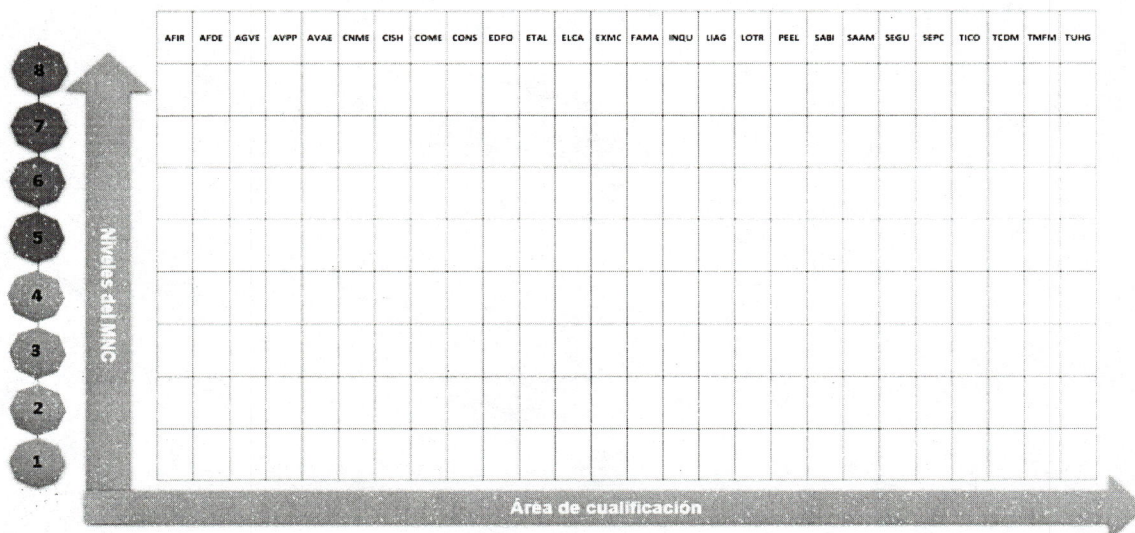 AFIR AFDE AGVE AVPP AVAE CNME CISH COME CONS EDFO ETAL ELCA EXMC FAMA INQU LIAG LOTR PEEL SABI SAAM SEGU SEPC TICO TCDM TMFM TUHG
8
7
6
5
4
3
2
1
Niveles del MNC
Área de cualificación